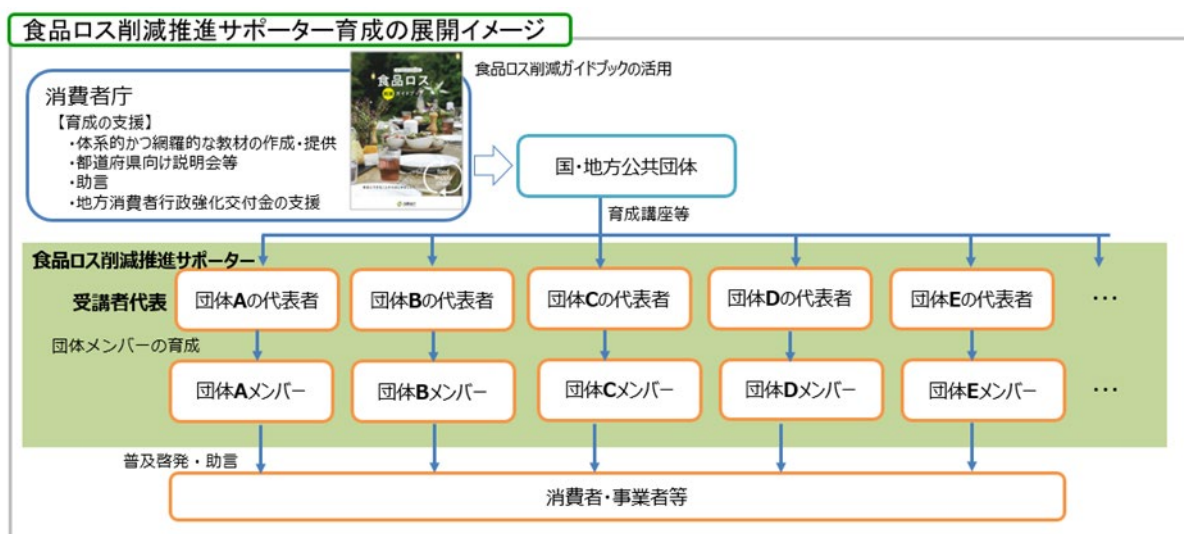 食品ロス削減推進サポーター育成の展開イメージ
食品ロス削減ガイドブックの活用
消費者庁
【育成の支援】
・体系的かつ網羅的な教材の作成・提供
・都道府県向け説明会等
・助言
・地方消費者行政強化交付金の支援
食品ロス
ガイドブック
国・地方公共団体
育成講座等
食品ロス削減推進サポーター
受講者代表
団体Aの代表者
団体Bの代表者
団体Cの代表者
団体Dの代表者
団体Eの代表者
…
団体メンバーの育成
団体Aメンバー
団体Bメンバー
団体Cメンバー
団体Dメンバー
団体Eメンバー
…
普及啓発・助言
消費者・事業者等